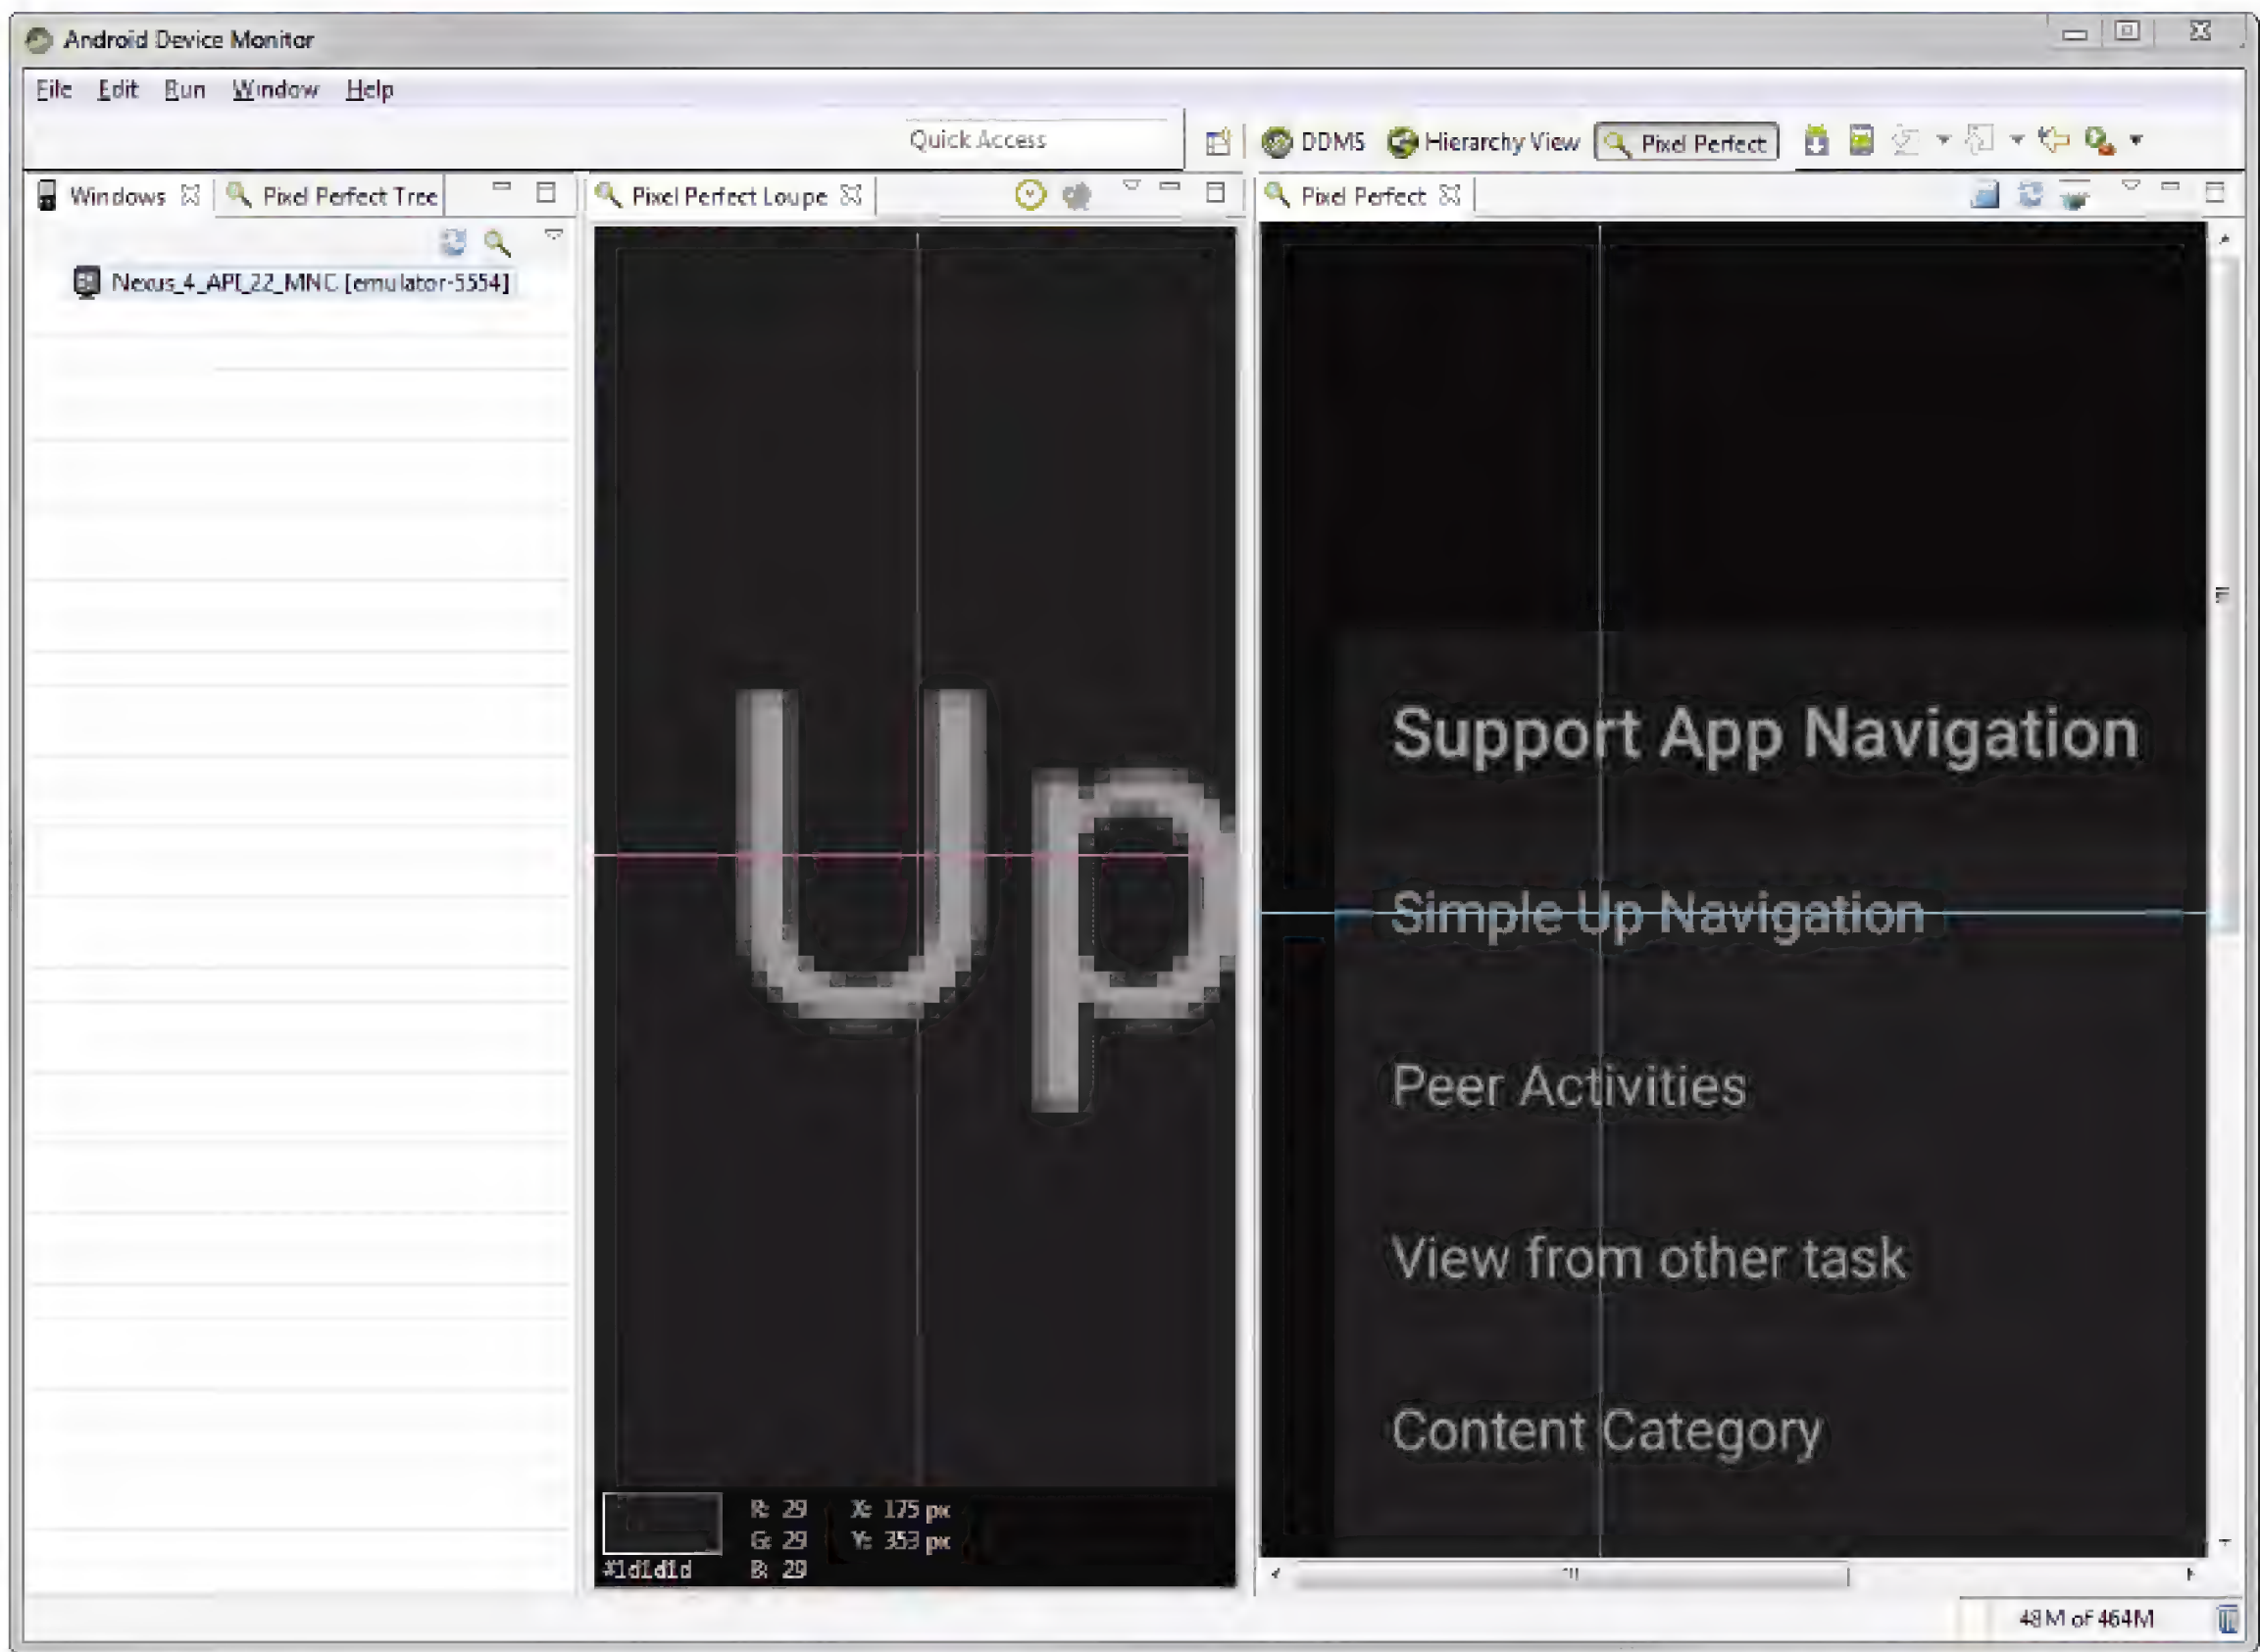 Android Device Monitor
File Edit Run Window Help
Quick Access
DDMS Hierarchy View Pixel Perfect
Windows Pixel Perfect Tree
Pixel Perfect Loupe
Pixel Perfect
Nexus_4_API_22_MNC [emulator-5554]
Up
R: 29 X: 175 px
G: 29 Y: 353 px
#1d1d1d B: 29
Support App Navigation
Simple Up Navigation
Peer Activities
View from other task
Content Category
48M of 464M